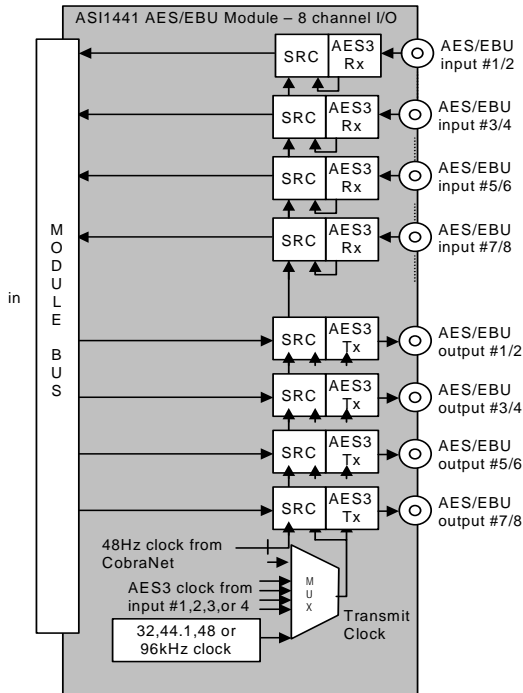 ASI1441 AES/EBU Module – 8 channel I/O
SRC
AES3
Rx
AES/EBU
input #1/2
SRC
AES3
Rx
AES/EBU
input #3/4
SRC
AES3
Rx
AES/EBU
input #5/6
SRC
AES3
Rx
AES/EBU
input #7/8
in
MODULE BUS
SRC
AES3
Tx
AES/EBU
output #1/2
SRC
AES3
Tx
AES/EBU
output #3/4
SRC
AES3
Tx
AES/EBU
output #5/6
SRC
AES3
Tx
AES/EBU
output #7/8
48Hz clock from
CobraNet
MUX
AES3 clock from
input #1,2,3,or 4
Transmit
Clock
32,44.1,48 or
96kHz clock